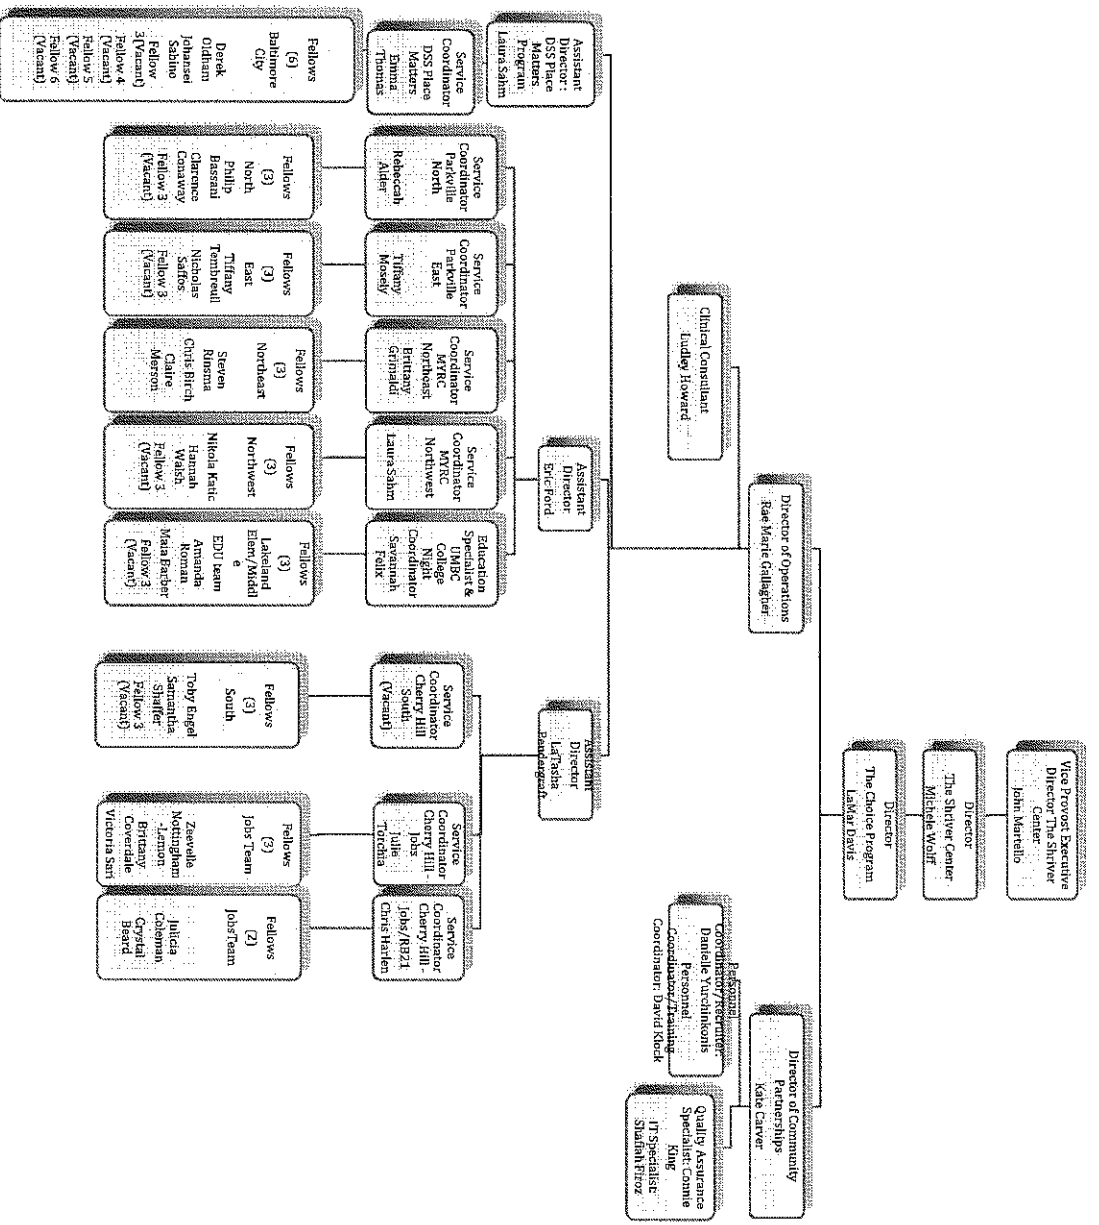 Vice Provost Executive
Director The Shriver
Center
John Martello
Director
The Shriver Center
Michele Wolff
Director
The Choice Program
LaMar Davis
Director of Operations
Rae Marie Gallagher
Director of Community
Partnerships
Kate Carver
Clinical Consultant
Dudley Howard
Personnel
Coordinator/Recruiter:
Danielle Yurchinkonis
Personnel
Coordinator/Training
Coordinator: David Klock
Quality Assurance
Specialist: Connie
King
IT Specialist:
Shafiah Firoz
Assistant
Director:
DSS Place
Matters
Program
Laura Sahm
Assistant
Director
Eric Ford
Assistant
Director
LaTasha
Pendergraft
Service
Coordinator
DSS Place
Matters
Emma
Thomas
Service
Coordinator
Parkville
North
Rebeccah
Alder
Service
Coordinator
Parkville
East
Tiffany
Mosely
Service
Coordinator
MYRC
Northeast
Brittany
Grimaldi
Service
Coordinator
MYRC
Northwest
Laura Sahm
Education
Specialist &
UMBC
College
Night
Coordinator
Savannah
Felix
Service
Coordinator
Cherry Hill
South
(Vacant)
Service
Coordinator
Cherry Hill -
Jobs
Julie
Torchia
Service
Coordinator
Cherry Hill -
Jobs/RB21
Chris Harlen
Fellows
(6)
Baltimore
City
Derek
Oldham
Johansei
Sabino
Fellow
3(Vacant)
Fellow 4
(Vacant)
Fellow 5
(Vacant)
Fellow 6
(Vacant)
Fellows
(3)
North
Philip
Bassani
Clarence
Conaway
Fellow 3
(Vacant)
Fellows
(3)
East
Tiffany
Tembreull
Nicholas
Saffos
Fellow 3
(Vacant)
Fellows
(3)
Northeast
Steven
Rinsma
Chris Birch
Claire
Merson
Fellows
(3)
Northwest
Nikola Katic
Hannah
Walsh
Fellow 3
(Vacant)
Fellows
(3)
Lakeland
Elem/Middl
e
EDU team
Amanda
Roman
Maia Barber
Fellow 3
(Vacant)
Fellows
(3)
South
Toby Engel
Samantha
Shaffer
Fellow 3
(Vacant)
Fellows
(3)
Jobs Team
Zeevelle
Nottingham
-Lemon
Brittany
Coverdale
Victoria Sari
Fellows
(2)
JobsTeam
Julicia
Coleman
Crystal
Beard